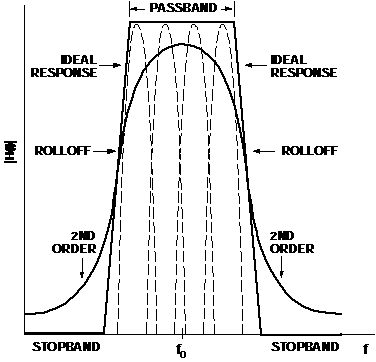 PASSBAND
IDEAL
RESPONSE
IDEAL
RESPONSE
|H(f)|
ROLLOFF
ROLLOFF
2ND
ORDER
2ND
ORDER
STOPBAND
f0
STOPBAND
f